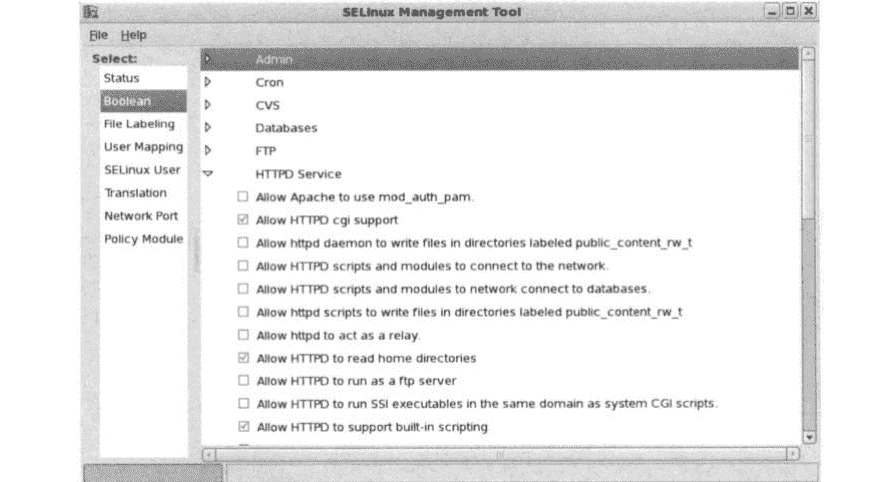 SELinux Management Tool
File Help
Select:
Status
Boolean
File Labeling
User Mapping
SELinux User
Translation
Network Port
Policy Module
Admin
Cron
CVS
Databases
FTP
HTTPD Service
Allow Apache to use mod_auth_pam.
Allow HTTPD cgi support
Allow httpd daemon to write files in directories labeled public_content_rw_t
Allow HTTPD scripts and modules to connect to the network.
Allow HTTPD scripts and modules to network connect to databases.
Allow httpd scripts to write files in directories labeled public_content_rw_t
Allow httpd to act as a relay.
Allow HTTPD to read home directories
Allow HTTPD to run as a ftp server
Allow HTTPD to run SSI executables in the same domain as system CGI scripts.
Allow HTTPD to support built-in scripting